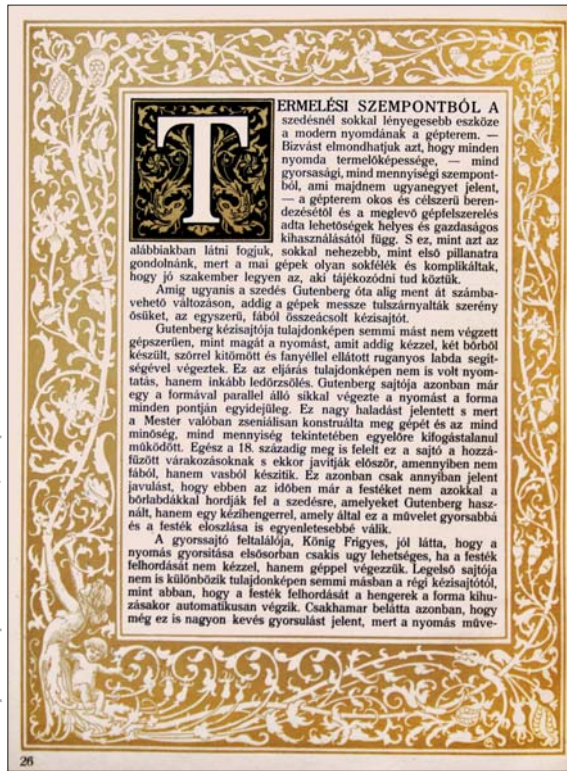 TERMELÉSI SZEMPONTBÓL A
szedésnél sokkal lényegesebb eszköze
a modern nyomdának a gépterem. —
Bizvást elmondhatjuk azt, hogy minden
nyomda termelőképessége, — mind
gyorsasági, mind mennyiségi szempont-
ból, ami majdnem ugyanegyet jelent,
— a gépterem okos és célszerü beren-
dezésétől és a meglevő gépfelszerelés
adta lehetőségek helyes és gazdaságos
kihasználásától függ. S ez, mint azt az
alábbiakban látni fogjuk, sokkal nehezebb, mint első pillanatra
gondolnánk, mert a mai gépek olyan sokfélék és komplikáltak,
hogy jó szakember legyen az, aki tájékozódni tud köztük.
Amig ugyanis a szedés Gutenberg óta alig ment át számba-
vehető változáson, addig a gépek messze tulszárnyalták szerény
ősüket, az egyszerű, fából összeácsolt kézisajtót.
Gutenberg kézisajtója tulajdonképen semmi mást nem végzett
gépszerüen, mint magát a nyomást, amit addig kézzel, két bőrből
készült, szőrrel kitömött és fanyéllel ellátott ruganyos labda segit-
ségével végeztek. Ez az eljárás tulajdonképen nem is volt nyom-
tatás, hanem inkább ledörzsölés. Gutenberg sajtója azonban már
egy a formával parallel álló síkkal végezte a nyomást a forma
minden pontján egyidejüleg. Ez nagy haladást jelentett s mert
a Mester valóban zseniálisan konstruálta meg gépét és az mind
minőség, mind mennyiség tekintetében egyelőre kifogástalanul
müködött. Egész a 18. századig meg is felelt ez a sajtó a hozzá-
füzött várakozásoknak s ekkor javitják először, amennyiben nem
fából, hanem vasból készitik. Ez azonban csak annyiban jelent
javulást, hogy ebben az időben már a festéket nem azokkal a
bőrlabdákkal hordják fel a szedésre, amelyeket Gutenberg hasz-
nált, hanem egy kézihengerrel, amely által ez a müvelet gyorsabbá
és a festék eloszlása is egyenletesebbé válik.
A gyorssajtó feltalálója, König Frigyes, jól látta, hogy a
nyomás gyorsitása elsősorban csakis ugy lehetséges, ha a festék
felhordását nem kézzel, hanem géppel végezzük. Legelső sajtója
nem is különbözik tulajdonképen semmi másban a régi kézisajtótól,
mint abban, hogy a festék felhordását a hengerek a forma kihu-
zásakor automatikusan végzik. Csakhamar belátta azonban, hogy
még ez is nagyon kevés gyorsulást jelent, mert a nyomás müve-
26